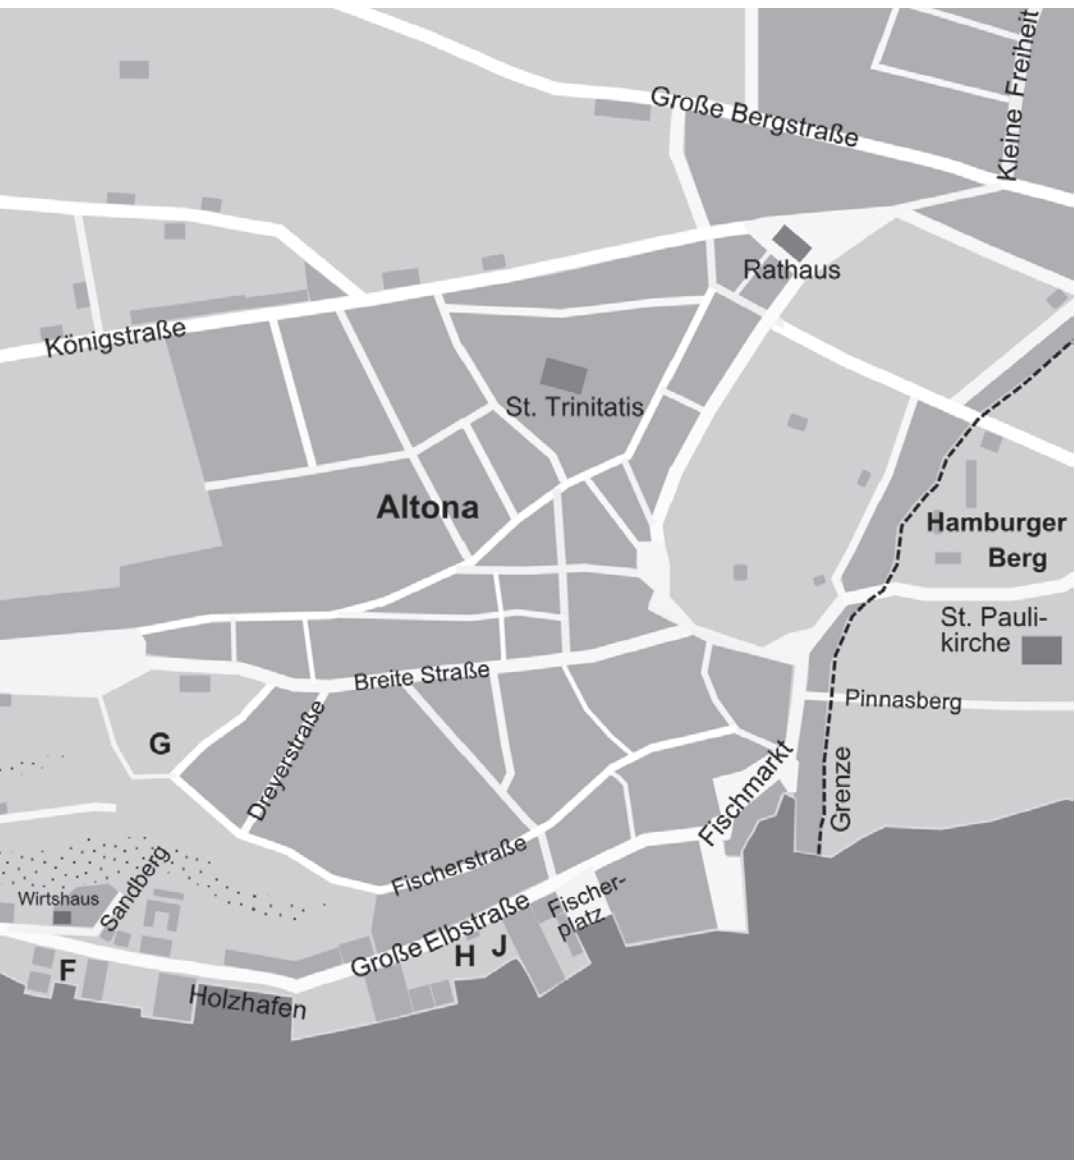 Kleine Freiheit
Große Bergstraße
Rathaus
Königstraße
St. Trinitatis
Altona
Hamburger
Berg
St. Pauli-
kirche
Breite Straße
Pinnasberg
G
Dreyerstraße
Fischmarkt
Grenze
Fischerstraße
Sandberg
Wirtshaus
Fischer-
platz
Große Elbstraße
H
J
F
Holzhafen